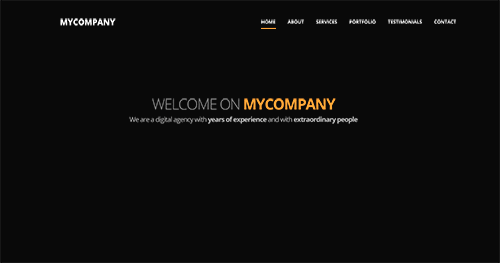 MYCOMPANY
HOME ABOUT SERVICES PORTFOLIO TESTIMONIALS CONTACT
WELCOME ON MYCOMPANY
We are a digital agency with years of experience and with extraordinary people